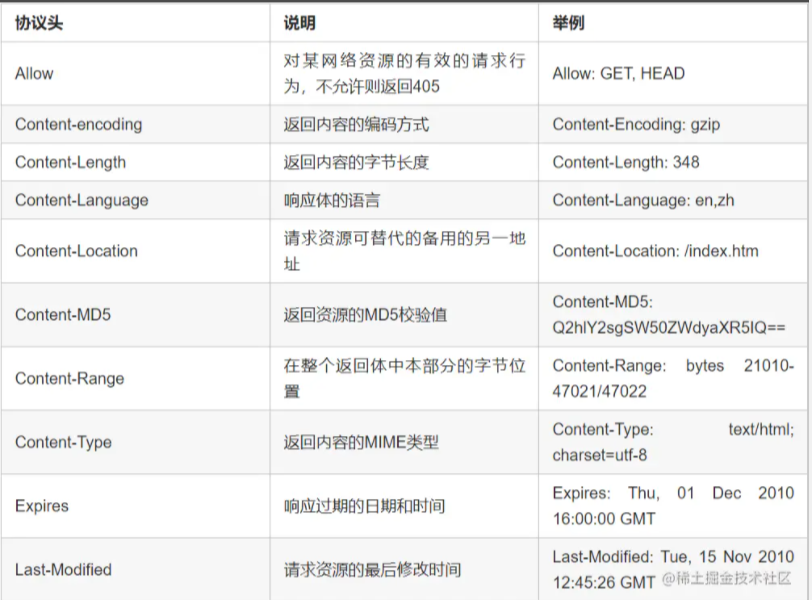 协议头 说明 举例
Allow 对某网络资源的有效的请求行 Allow: GET, HEAD
为，不允许则返回405
Content-encoding 返回内容的编码方式 Content-Encoding: gzip
Content-Length 返回内容的字节长度 Content-Length: 348
Content-Language 响应体的语言 Content-Language: en,zh
Content-Location 请求资源可替代的备用的另一地 Content-Location: /index.htm
址
Content-MD5 返回资源的MD5校验值 Content-MD5:
Q2hlY2sgSW50ZWdyaXR5IQ==
Content-Range 在整个返回体中本部分的字节位 Content-Range: bytes 21010-
置 47021/47022
Content-Type 返回内容的MIME类型 Content-Type: text/html;
charset=utf-8
Expires 响应过期的日期和时间 Expires: Thu, 01 Dec 2010
16:00:00 GMT
Last-Modified 请求资源的最后修改时间 Last-Modified: Tue, 15 Nov 2010
12:45:26 GMT
@稀土掘金技术社区